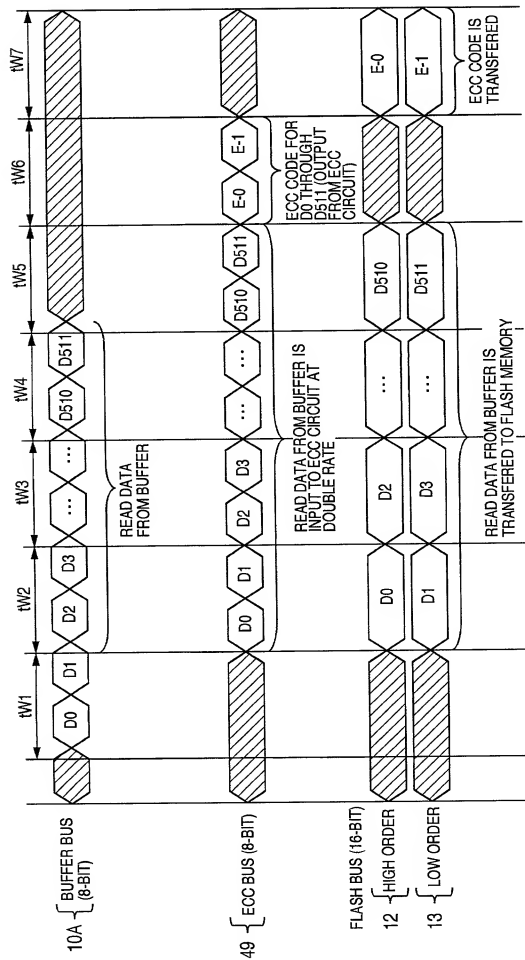 tW1 tW2 tW3 tW4 tW5 tW6 tW7
10A { BUFFER BUS
(8-BIT)
D0 D1 D2 D3 ... ... D510 D511
READ DATA
FROM BUFFER
49 { ECC BUS (8-BIT)
D0 D1 D2 D3 ... ... D510 D511 E-0 E-1
READ DATA FROM BUFFER IS
INPUT TO ECC CIRCUIT AT
DOUBLE RATE
ECC CODE FOR
D0 THROUGH
D511 (OUTPUT
FROM ECC
CIRCUIT)
FLASH BUS (16-BIT)
12 { HIGH ORDER
D0 D2 ... D510 E-0
13 { LOW ORDER
D1 D3 ... D511 E-1
READ DATA FROM BUFFER IS
TRANSFERED TO FLASH MEMORY
ECC CODE IS
TRANSFERED